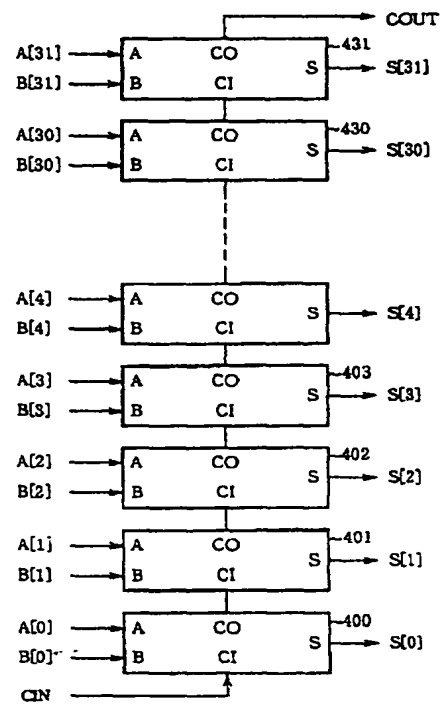 COUT
431
A[31] A CO S S[31]
B[31] B CI
430
A[30] A CO S S[30]
B[30] B CI
A[4] A CO S S[4]
B[4] B CI
403
A[3] A CO S S[3]
B[3] B CI
402
A[2] A CO S S[2]
B[2] B CI
401
A[1] A CO S S[1]
B[1] B CI
400
A[0] A CO S S[0]
B[0] B CI
CIN